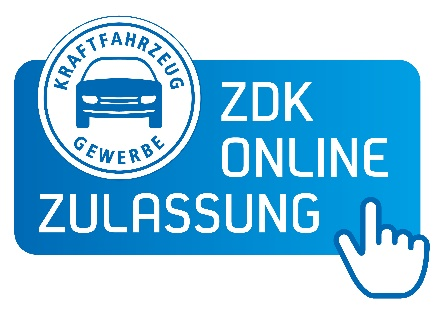 KRAFTFAHRZEUG
GEWERBE
ZDK
ONLINE
ZULASSUNG